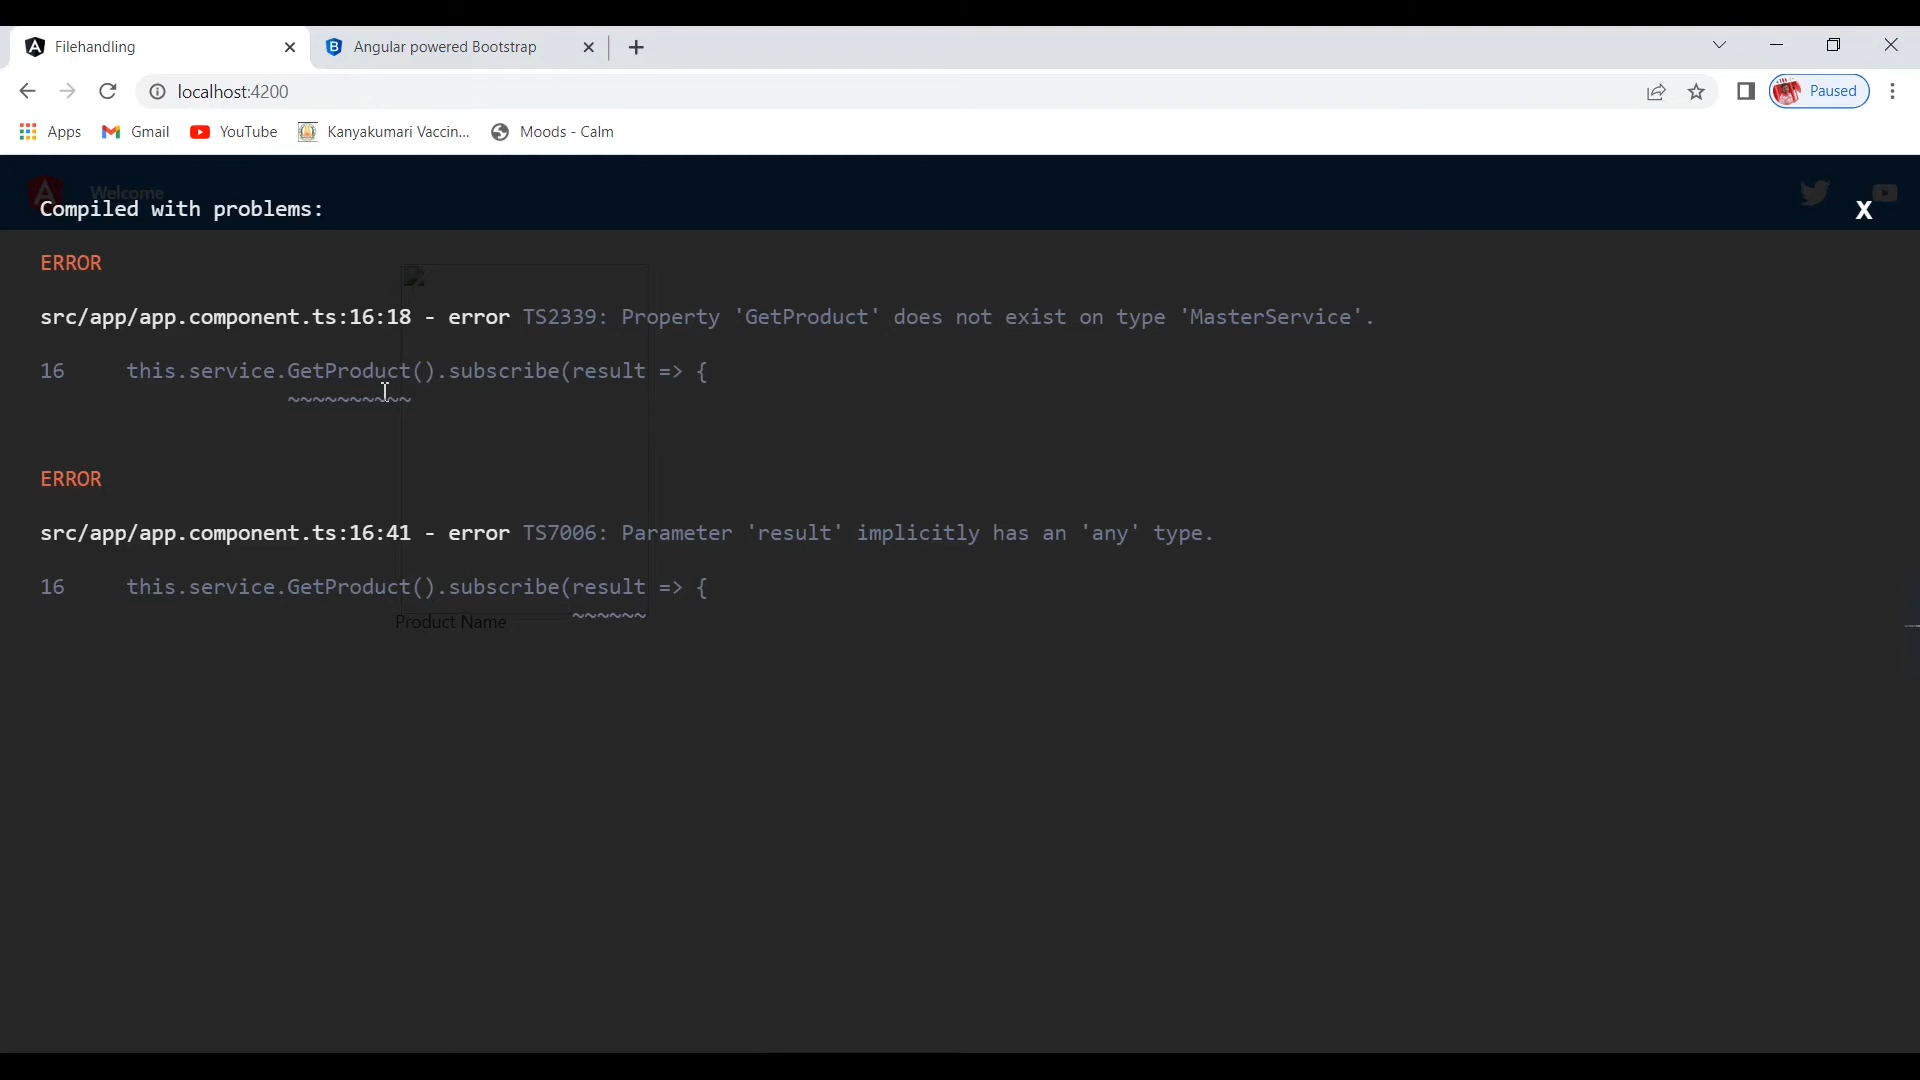 Filehandling
Angular powered Bootstrap
localhost:4200
Paused
Apps
Gmail
YouTube
Kanyakumari Vaccin...
Moods - Calm
Welcome
Compiled with problems:
X
ERROR
src/app/app.component.ts:16:18 - error TS2339: Property 'GetProduct' does not exist on type 'MasterService'.
16     this.service.GetProduct().subscribe(result => {
~~~~~~~~~~
ERROR
src/app/app.component.ts:16:41 - error TS7006: Parameter 'result' implicitly has an 'any' type.
16     this.service.GetProduct().subscribe(result => {
~~~~~~
Product Name